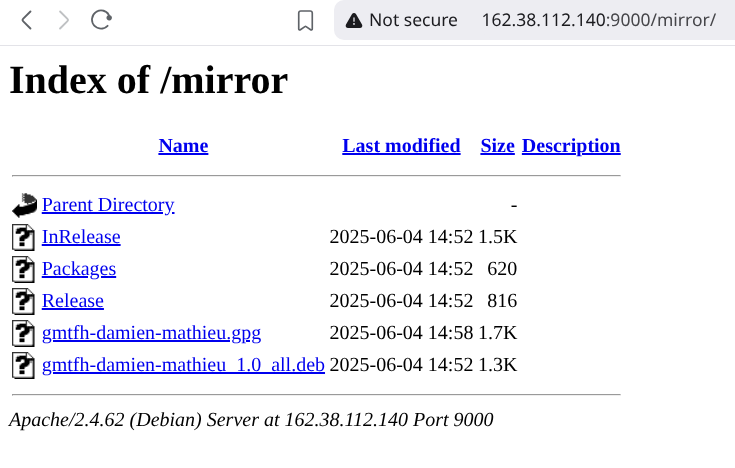 Not secure 162.38.112.140:9000/mirror/
Index of /mirror
Name Last modified Size Description
Parent Directory -
InRelease 2025-06-04 14:52 1.5K
Packages 2025-06-04 14:52 620
Release 2025-06-04 14:52 816
gmtfh-damien-mathieu.gpg 2025-06-04 14:58 1.7K
gmtfh-damien-mathieu_1.0_all.deb 2025-06-04 14:52 1.3K
Apache/2.4.62 (Debian) Server at 162.38.112.140 Port 9000